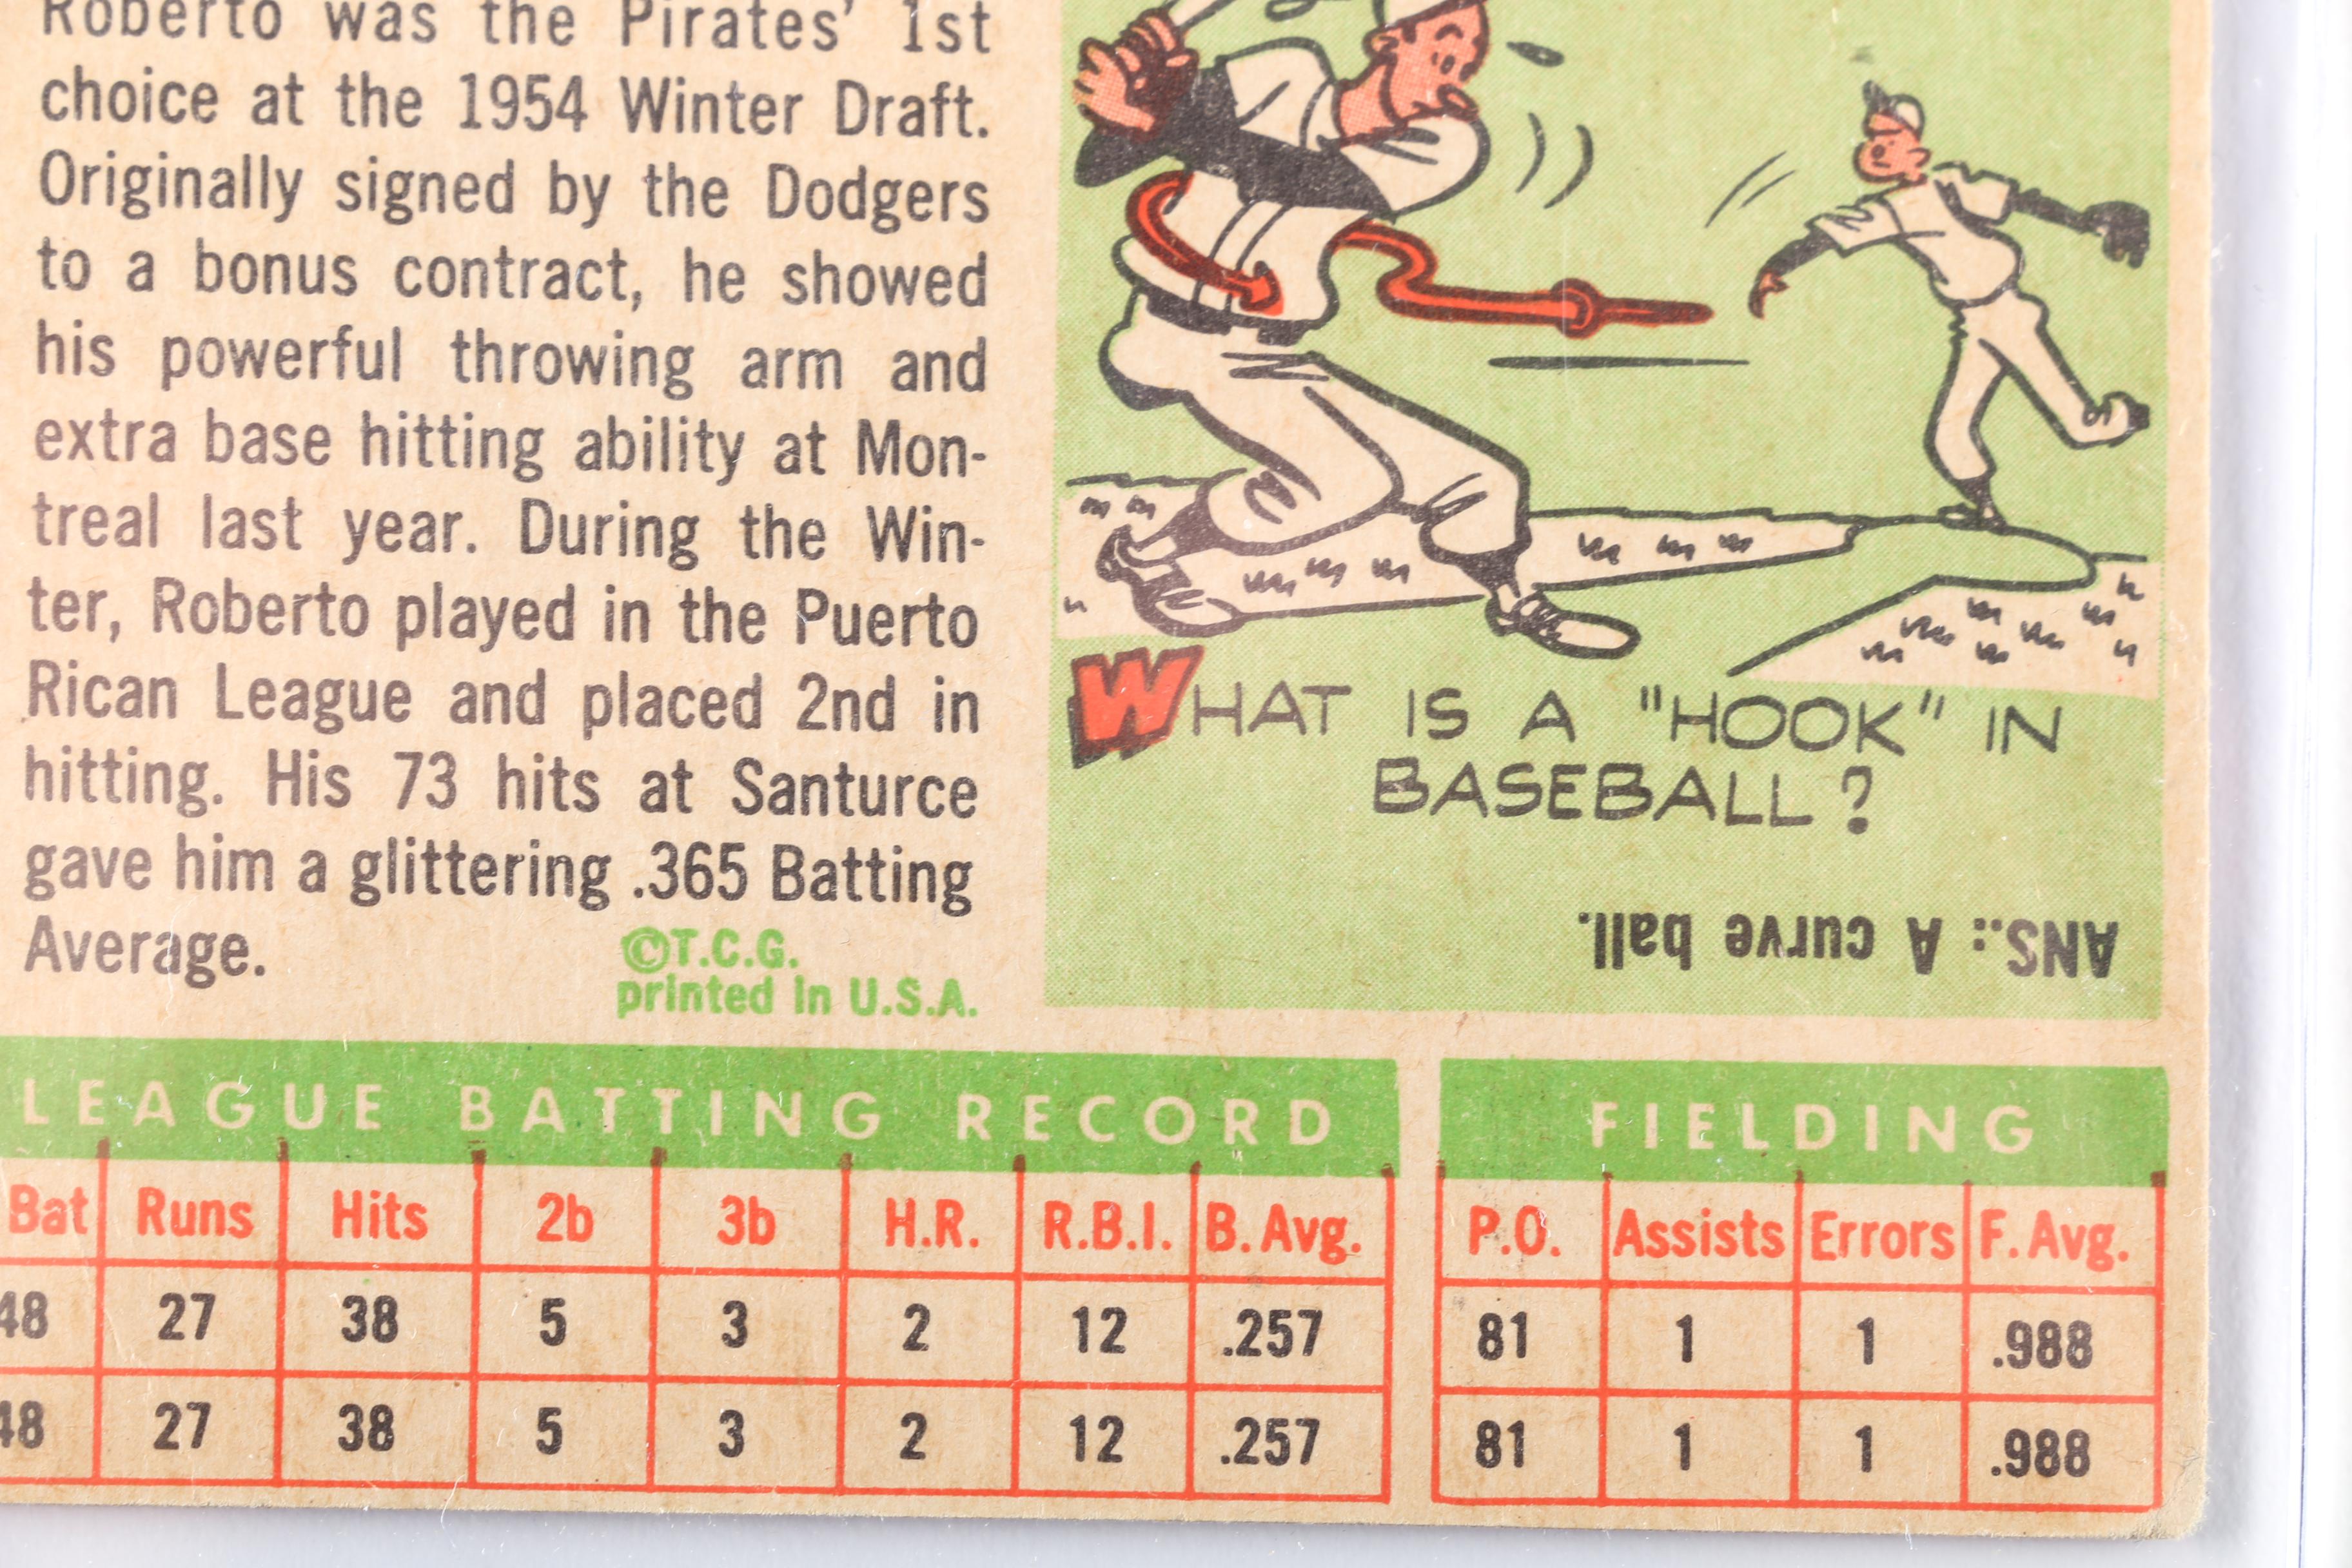 Roberto was the Pirates' 1st
choice at the 1954 Winter Draft.
Originally signed by the Dodgers
to a bonus contract, he showed
his powerful throwing arm and
extra base hitting ability at Mon-
treal last year. During the Win-
ter, Roberto played in the Puerto
Rican League and placed 2nd in
hitting. His 73 hits at Santurce
gave him a glittering .365 Batting
Average.
©T.C.G.
printed in U.S.A.
WHAT IS A "HOOK" IN
BASEBALL?
ANS.: A curve ball.
LEAGUE BATTING RECORD
Bat Runs Hits 2b 3b H.R. R.B.I. B. Avg.
48 27 38 5 3 2 12 .257
48 27 38 5 3 2 12 .257
FIELDING
P.O. Assists Errors F. Avg.
81 1 1 .988
81 1 1 .988